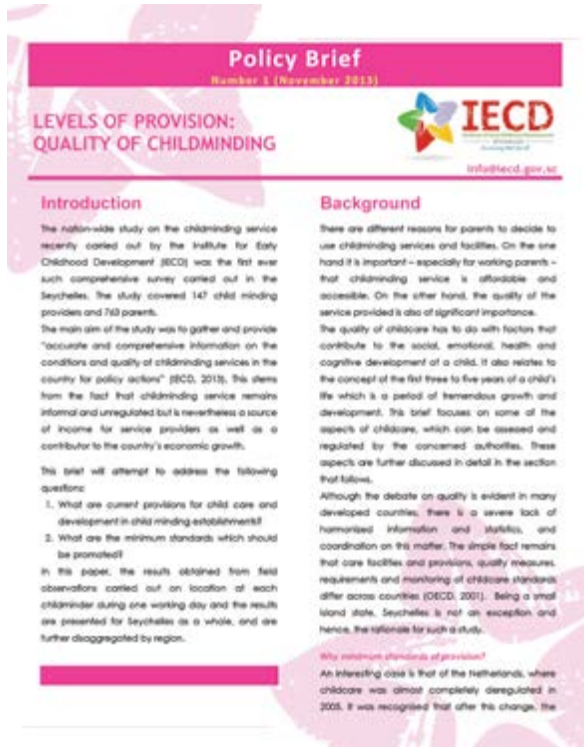 Policy Brief
Number 1 (November 2013)
LEVELS OF PROVISION:
QUALITY OF CHILDMINDING
IECD
info@iecd.gov.sc
Introduction
The nation-wide study on the childminding service
recently carried out by the Institute for Early
Childhood Development (IECD) was the first ever
such comprehensive survey carried out in the
Seychelles. The study covered 147 child minding
providers and 763 parents.
The main aim of the study was to gather and provide
"accurate and comprehensive information on the
conditions and quality of childminding services in the
country for policy actions" (IECD, 2013). This stems
from the fact that childminding service remains
informal and unregulated but is nevertheless a source
of income for service providers as well as a
contributor to the country's economic growth.
This brief will attempt to address the following
questions:
1. What are current provisions for child care and
development in child minding establishments?
2. What are the minimum standards which should
be promoted?
In this paper, the results obtained from field
observations carried out on location of each
childminder during one working day and the results
are presented for Seychelles as a whole, and are
further disaggregated by region.
Background
There are different reasons for parents to decide to
use childminding services and facilities. On the one
hand it is important – especially for working parents –
that childminding service is affordable and
accessible. On the other hand, the quality of the
service provided is also of significant importance.
The quality of childcare has to do with factors that
contribute to the social, emotional, health and
cognitive development of a child. It also relates to
the concept of the first three to five years of a child's
life which is a period of tremendous growth and
development. This brief focuses on some of the
aspects of childcare, which can be assessed and
regulated by the concerned authorities. These
aspects are further discussed in detail in the section
that follows.
Although the debate on quality is evident in many
developed countries, there is a severe lack of
harmonized information and statistics, and
coordination on this matter. The simple fact remains
that care facilities and provisions, quality measures,
requirements and monitoring of childcare standards
differ across countries (OECD, 2001). Being a small
island state, Seychelles is not an exception and
hence, the rationale for such a study.
Why minimum standards of provision?
An interesting case is that of the Netherlands, where
childcare was almost completely deregulated in
2005. It was recognised that after this change, the